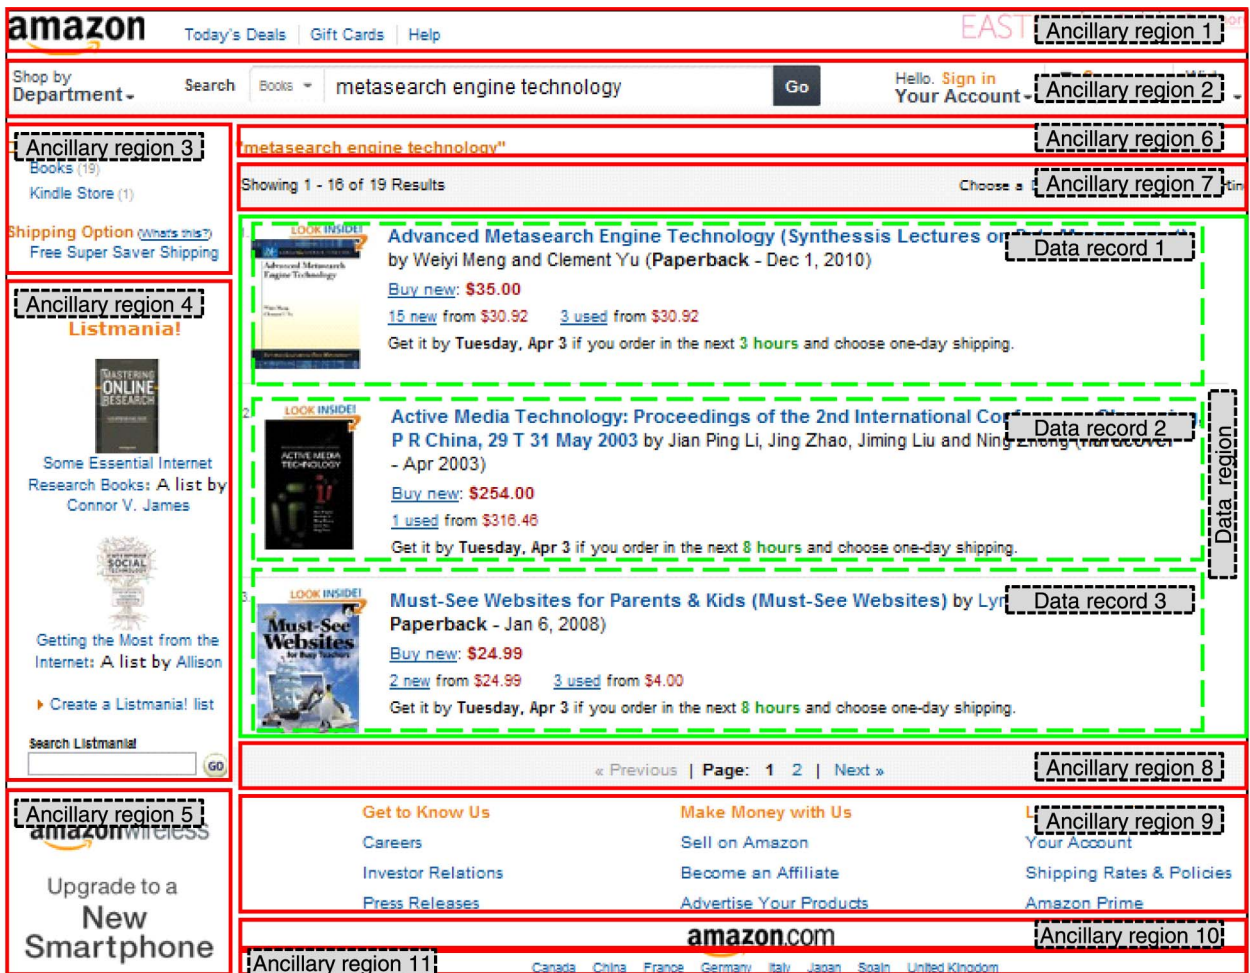 amazon
Today's Deals | Gift Cards | Help
EAST
Ancillary region 1
Shop by
Department
Search
Books
metasearch engine technology
Go
Hello. Sign in
Your Account
Ancillary region 2
Ancillary region 3
Books (19)
Kindle Store (1)
Shipping Option (What's this?)
Free Super Saver Shipping
"metasearch engine technology"
Ancillary region 6
Showing 1 - 16 of 19 Results
Choose a
Ancillary region 7
Ancillary region 4
Listmania!
MASTERING
ONLINE
RESEARCH
Some Essential Internet
Research Books: A list by
Connor V. James
SOCIAL
TECHNOLOGY
Getting the Most from the
Internet: A list by Allison
Create a Listmania! list
Search Listmania!
GO
Data region
1.
LOOK INSIDE!
Advanced Metasearch
Engine Technology
Advanced Metasearch Engine Technology (Synthessis Lectures on
Data record 1
by Weiyi Meng and Clement Yu (Paperback - Dec 1, 2010)
Buy new: $35.00
15 new from $30.92 3 used from $30.92
Get it by Tuesday, Apr 3 if you order in the next 3 hours and choose one-day shipping.
2.
LOOK INSIDE!
ACTIVE MEDIA
TECHNOLOGY
Active Media Technology: Proceedings of the 2nd International
Data record 2
P R China, 29 T 31 May 2003 by Jian Ping Li, Jing Zhao, Jiming Liu and Ning Zhong (Hardcover
- Apr 2003)
Buy new: $254.00
1 used from $316.46
Get it by Tuesday, Apr 3 if you order in the next 8 hours and choose one-day shipping.
3.
LOOK INSIDE!
Must-See
Websites
for Busy Teachers
Must-See Websites for Parents & Kids (Must-See Websites) by
Data record 3
Paperback - Jan 6, 2008)
Buy new: $24.99
2 new from $24.99 3 used from $4.00
Get it by Tuesday, Apr 3 if you order in the next 8 hours and choose one-day shipping.
« Previous | Page: 1 2 | Next »
Ancillary region 8
Ancillary region 5
amazonwireless
Upgrade to a
New
Smartphone
Get to Know Us
Careers
Investor Relations
Press Releases
Make Money with Us
Sell on Amazon
Become an Affiliate
Advertise Your Products
Ancillary region 9
Your Account
Shipping Rates & Policies
Amazon Prime
amazon.com
Ancillary region 10
Ancillary region 11
Canada China France Germany Italy Japan Spain United Kingdom